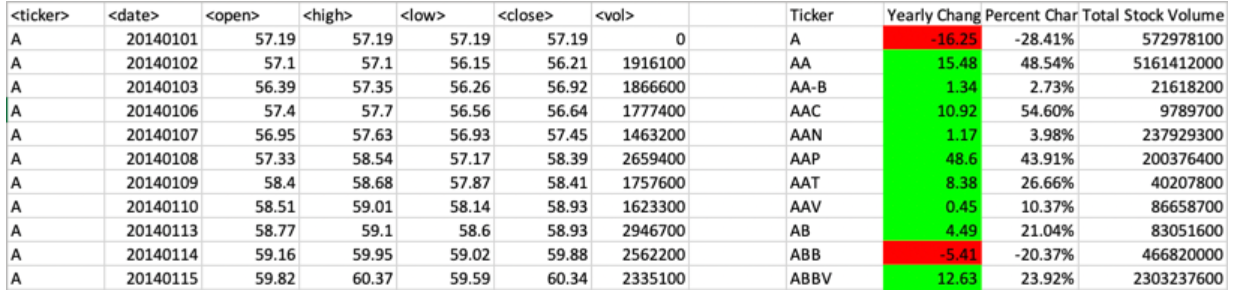 <ticker> <date> <open> <high> <low> <close> <vol> Ticker Yearly Chang Percent Char Total Stock Volume
A 20140101 57.19 57.19 57.19 57.19 0 A -16.25 -28.41% 572978100
A 20140102 57.1 57.1 56.15 56.21 1916100 AA 15.48 48.54% 5161412000
A 20140103 56.39 57.35 56.26 56.92 1866600 AA-B 1.34 2.73% 21618200
A 20140106 57.4 57.7 56.56 56.64 1777400 AAC 10.92 54.60% 9789700
A 20140107 56.95 57.63 56.93 57.45 1463200 AAN 1.17 3.98% 237929300
A 20140108 57.33 58.54 57.17 58.39 2659400 AAP 48.6 43.91% 200376400
A 20140109 58.4 58.68 57.87 58.41 1757600 AAT 8.38 26.66% 40207800
A 20140110 58.51 59.01 58.14 58.93 1623300 AAV 0.45 10.37% 86658700
A 20140113 58.77 59.1 58.6 58.93 2946700 AB 4.49 21.04% 83051600
A 20140114 59.16 59.95 59.02 59.88 2562200 ABB -5.41 -20.37% 466820000
A 20140115 59.82 60.37 59.59 60.34 2335100 ABBV 12.63 23.92% 2303237600